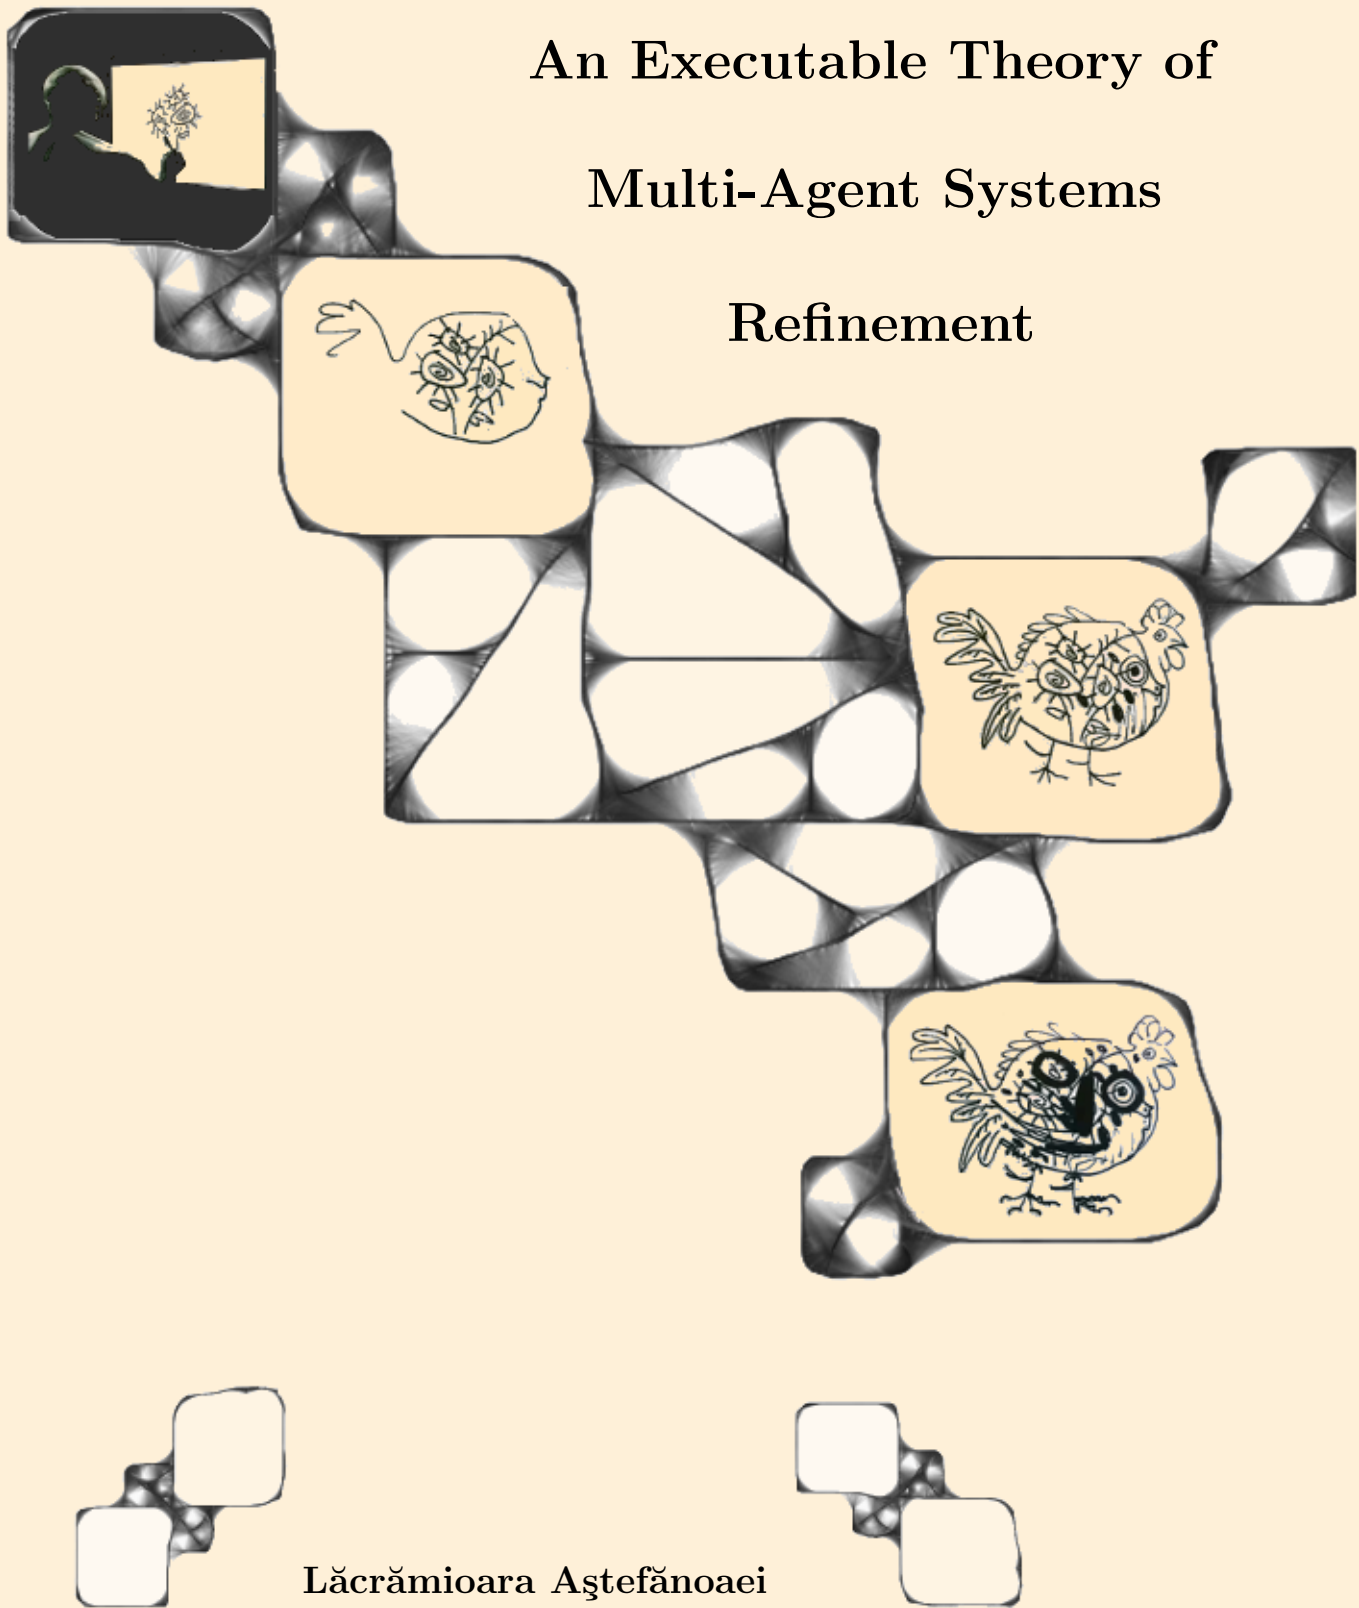 An Executable Theory of
Multi-Agent Systems
Refinement
Lăcrămioara Aştefănoaei